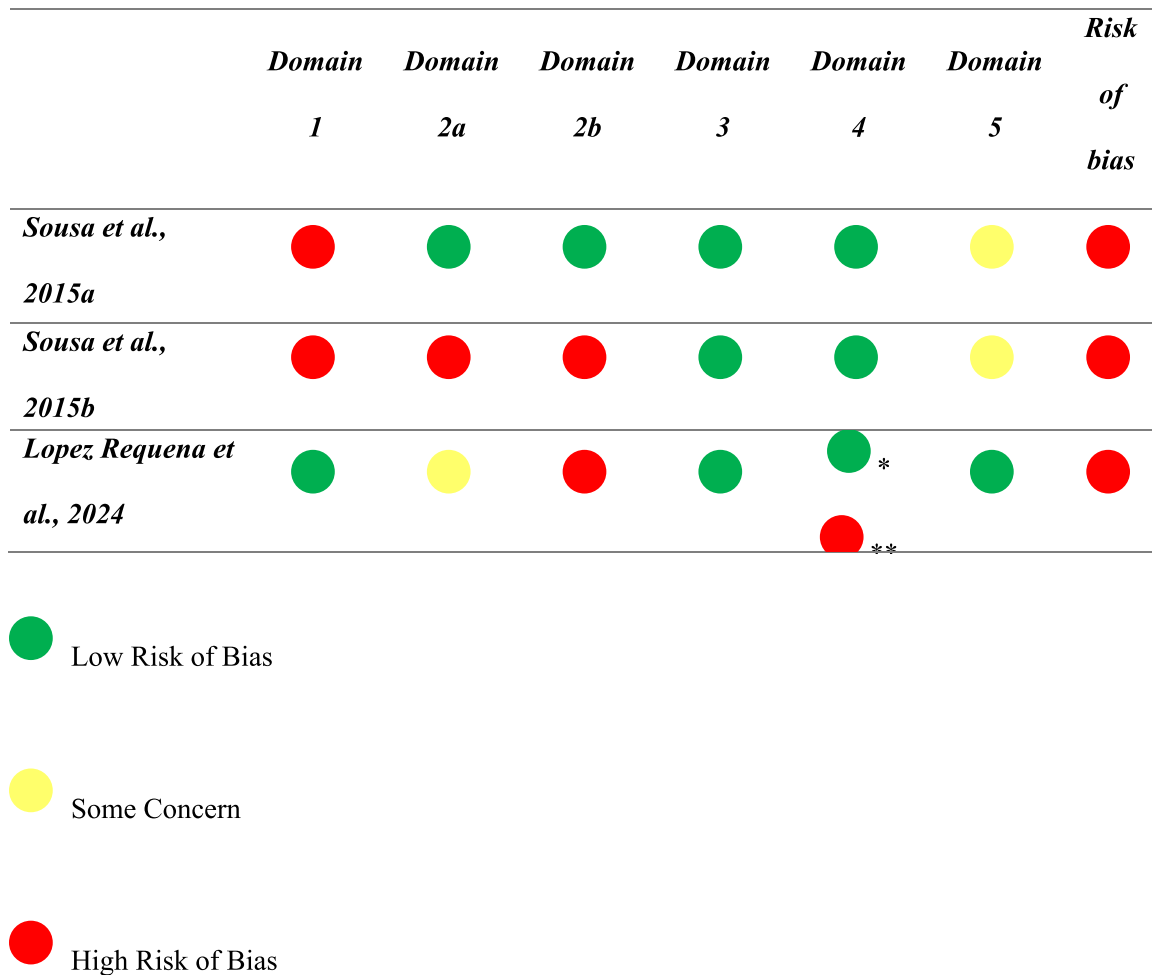 Domain 1
Domain 2a
Domain 2b
Domain 3
Domain 4
Domain 5
Risk of bias
Sousa et al.,
2015a
Sousa et al.,
2015b
Lopez Requena et
al., 2024
*
**
Low Risk of Bias
Some Concern
High Risk of Bias